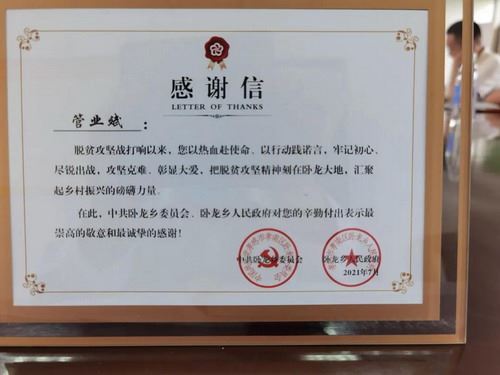 感谢信
LETTER OF THANKS
管业斌：
脱贫攻坚战打响以来，您以热血赴使命、以行动践诺言，牢记初心、
尽锐出战，攻坚克难、彰显大爱，把脱贫攻坚精神刻在卧龙大地，汇聚
起乡村振兴的磅礴力量。
在此，中共卧龙乡委员会、卧龙乡人民政府对您的辛勤付出表示最
崇高的敬意和最诚挚的感谢！
中共卧龙乡委员会 卧龙乡人民政府
2021年7月